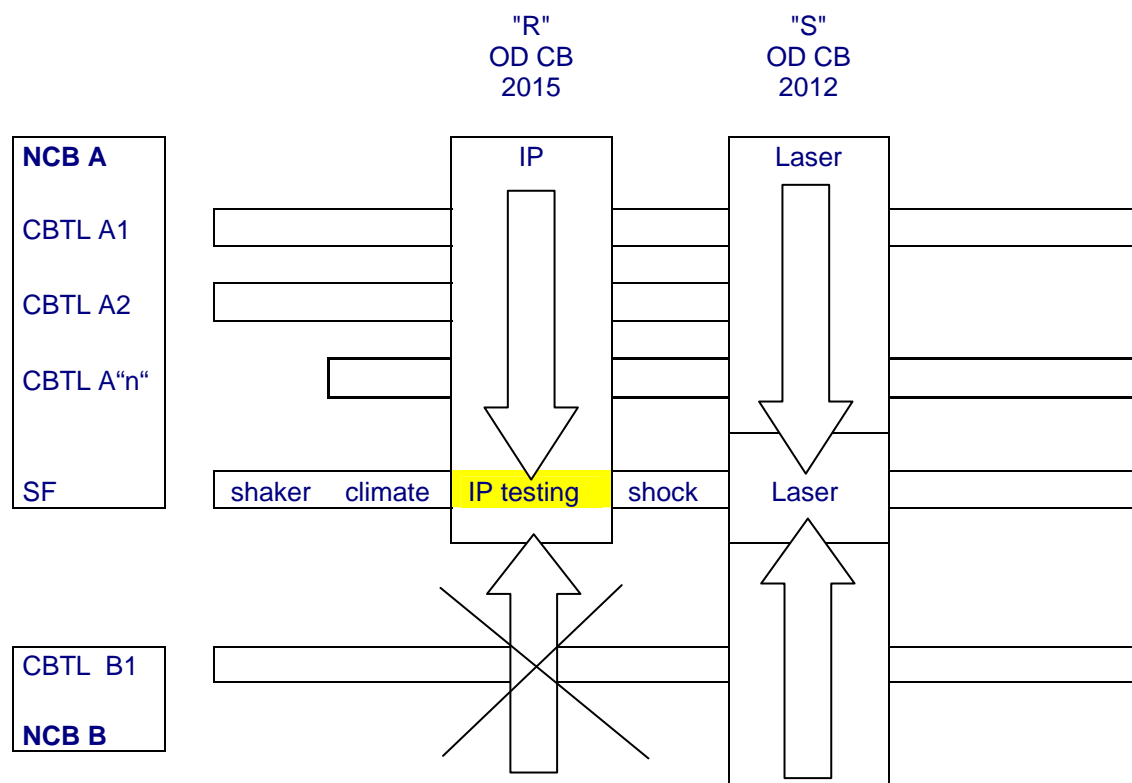 "R"
OD CB
2015
"S"
OD CB
2012
NCB A
IP
Laser
CBTL A1
CBTL A2
CBTL A“n“
SF
shaker
climate
IP testing
shock
Laser
CBTL B1
NCB B